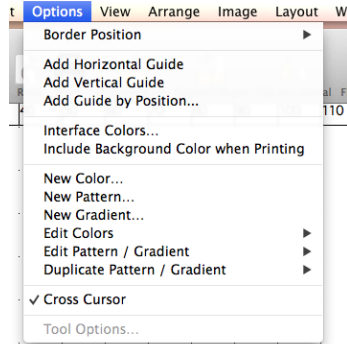 t Options View Arrange Image Layout W
Border Position
Add Horizontal Guide
Add Vertical Guide
Add Guide by Position...
al F
110
Interface Colors...
Include Background Color when Printing
New Color...
New Pattern...
New Gradient...
Edit Colors
Edit Pattern / Gradient
Duplicate Pattern / Gradient
✓ Cross Cursor
Tool Options...